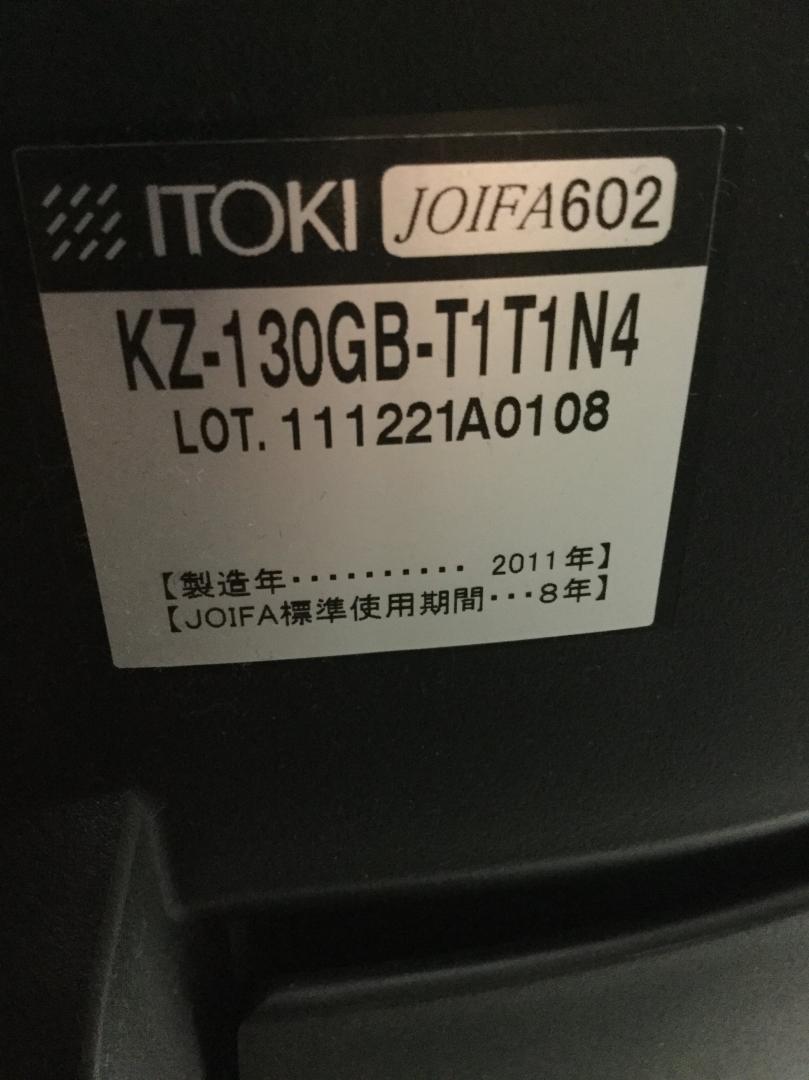 ITOKI JOIFA602
KZ-130GB-T1T1N4
LOT. 111221A0108
【製造年･･････････ 2011年】
【JOIFA標準使用期間･･･8年】